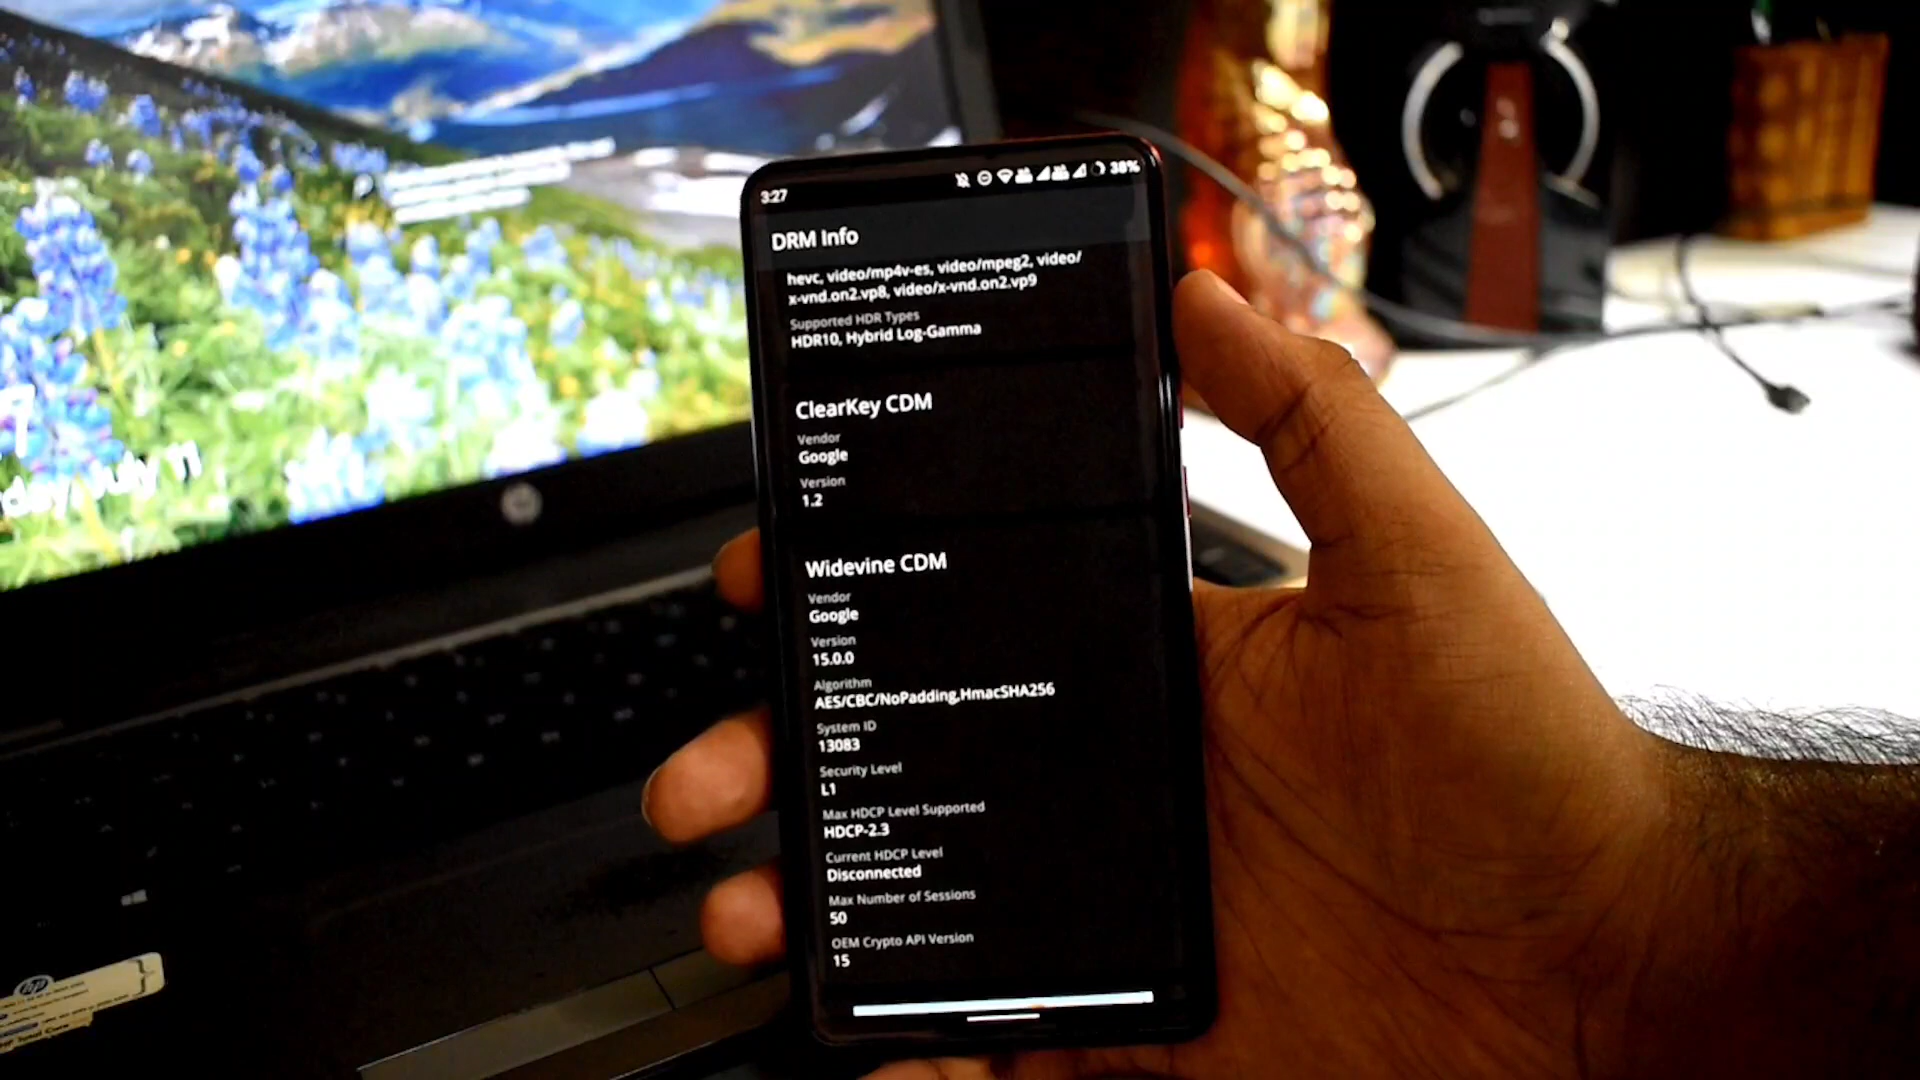 3:27
38%
DRM Info
hevc, video/mp4v-es, video/mpeg2, video/
x-vnd.on2.vp8, video/x-vnd.on2.vp9
Supported HDR Types
HDR10, Hybrid Log-Gamma
ClearKey CDM
Vendor
Google
Version
1.2
Widevine CDM
Vendor
Google
Version
15.0.0
Algorithm
AES/CBC/NoPadding,HmacSHA256
System ID
13083
Security Level
L1
Max HDCP Level Supported
HDCP-2.3
Current HDCP Level
Disconnected
Max Number of Sessions
50
OEM Crypto API Version
15
July 11
hp